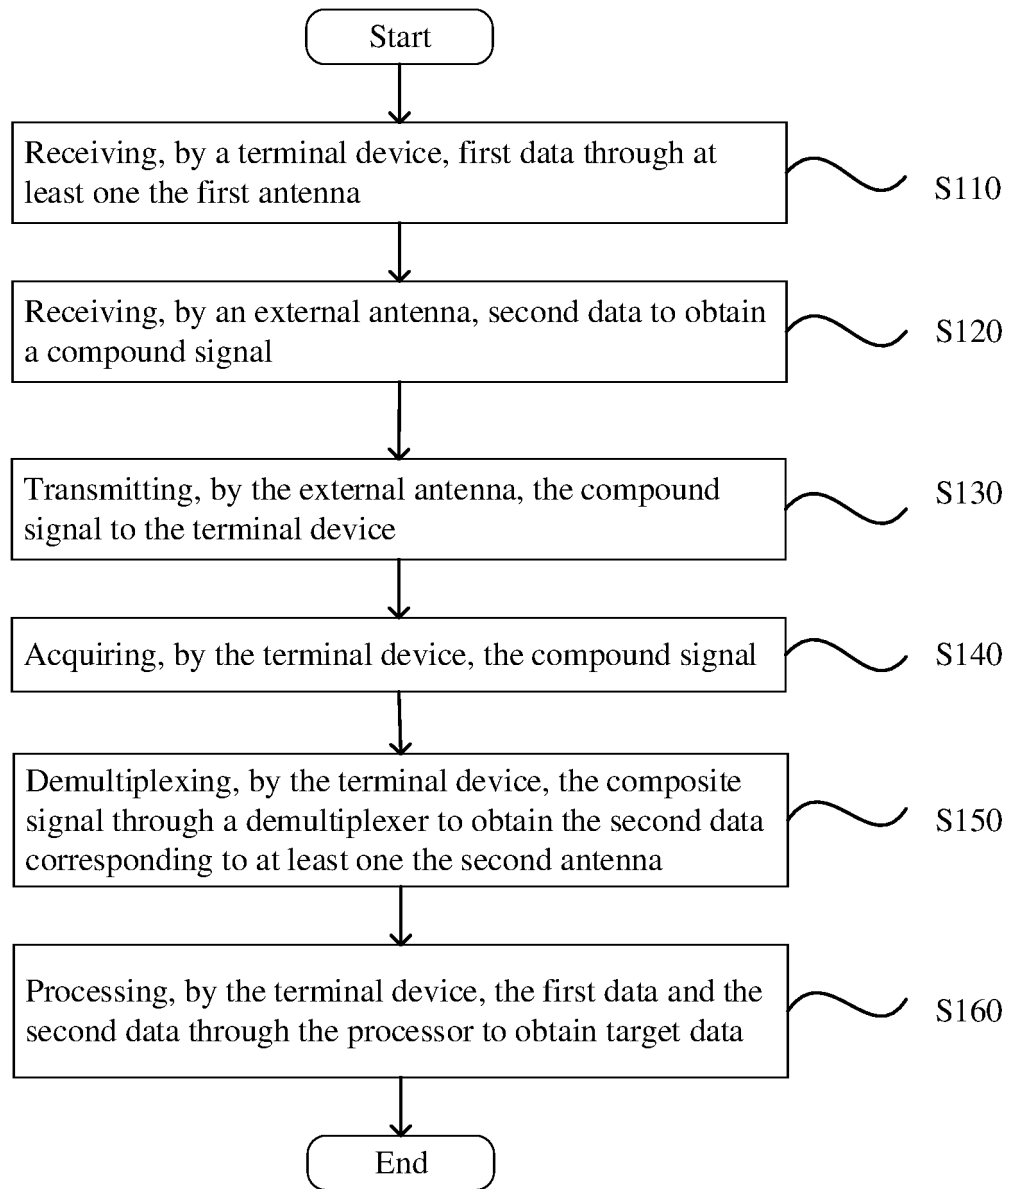 Start
Receiving, by a terminal device, first data through at
least one the first antenna
S110
Receiving, by an external antenna, second data to obtain
a compound signal
S120
Transmitting, by the external antenna, the compound
signal to the terminal device
S130
Acquiring, by the terminal device, the compound signal
S140
Demultiplexing, by the terminal device, the composite
signal through a demultiplexer to obtain the second data
corresponding to at least one the second antenna
S150
Processing, by the terminal device, the first data and the
second data through the processor to obtain target data
S160
End